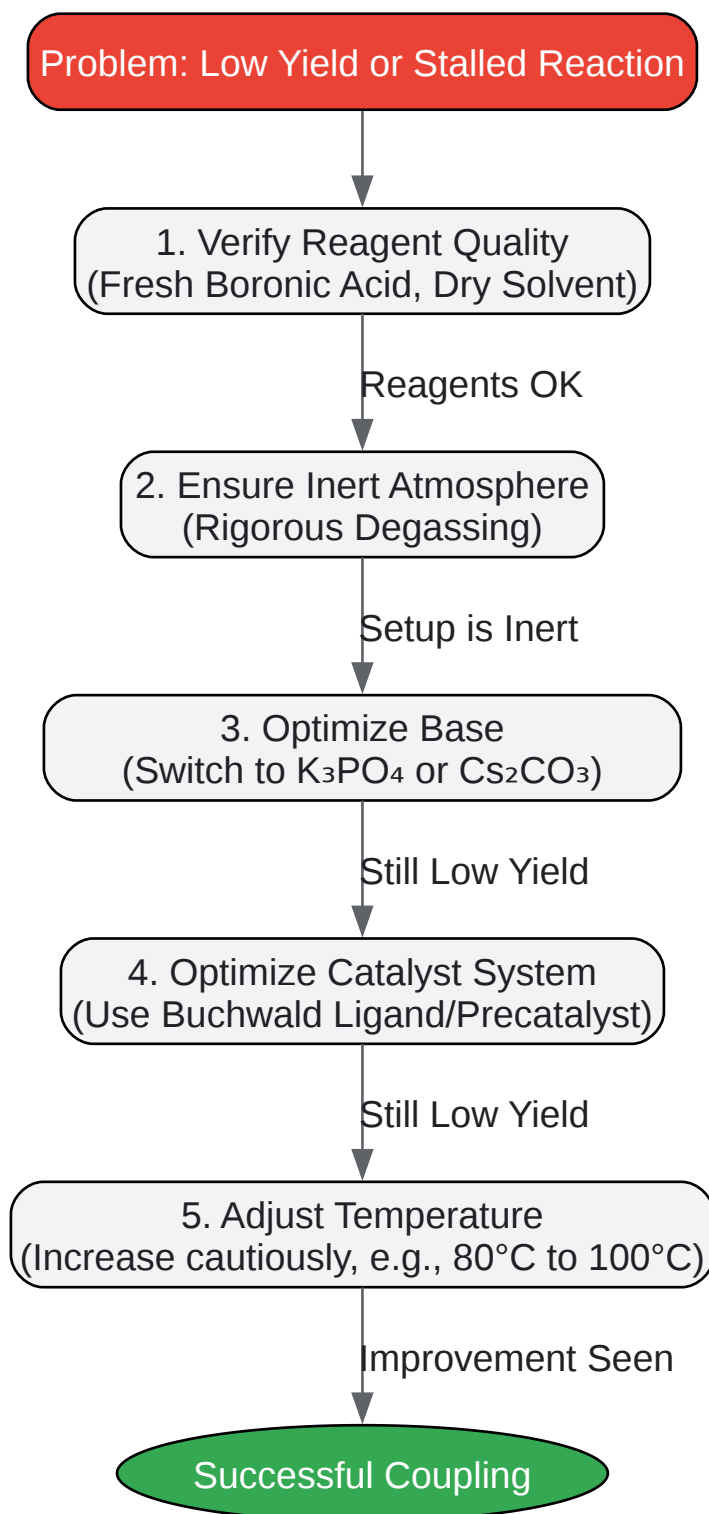 Problem: Low Yield or Stalled Reaction
1. Verify Reagent Quality
(Fresh Boronic Acid, Dry Solvent)
Reagents OK
2. Ensure Inert Atmosphere
(Rigorous Degassing)
Setup is Inert
3. Optimize Base
(Switch to K₃PO₄ or Cs₂CO₃)
Still Low Yield
4. Optimize Catalyst System
(Use Buchwald Ligand/Precatalyst)
Still Low Yield
5. Adjust Temperature
(Increase cautiously, e.g., 80°C to 100°C)
Improvement Seen
Successful Coupling